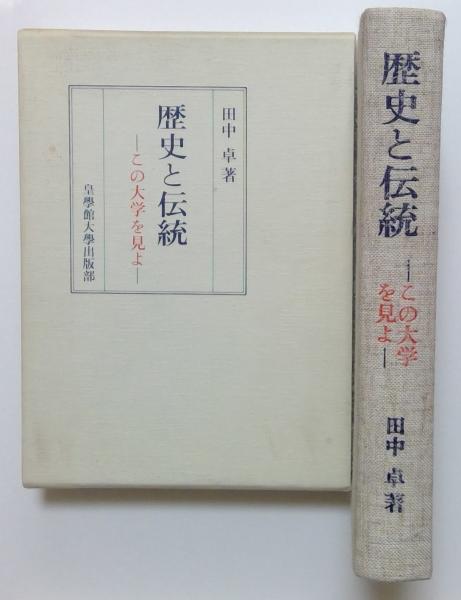 田中 卓著
歴史と伝統
―この大学を見よ―
皇學館大學出版部
歴史と伝統
―この大学
を見よ―
田中 卓著